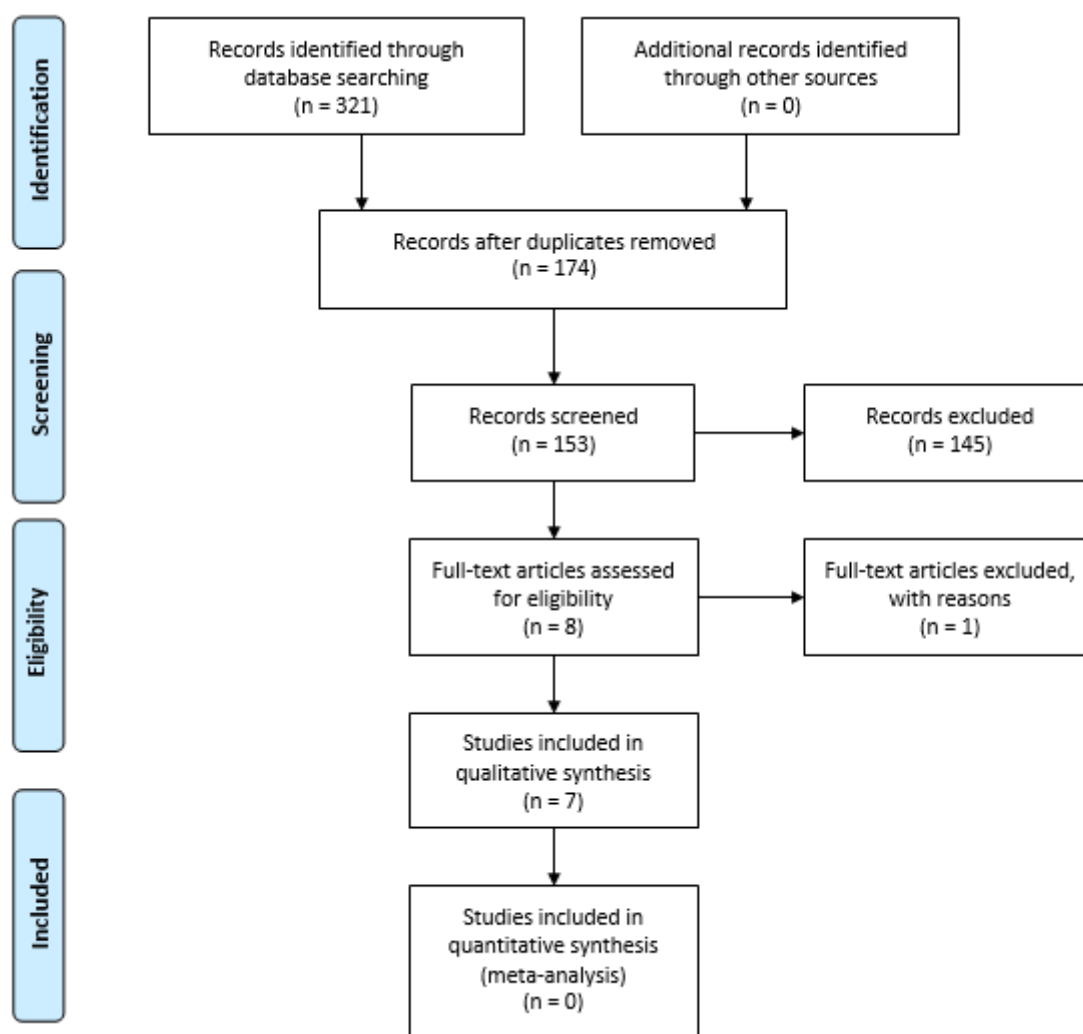 Identification
Records identified through
database searching
(n = 321)
Additional records identified
through other sources
(n = 0)
Records after duplicates removed
(n = 174)
Screening
Records screened
(n = 153)
Records excluded
(n = 145)
Eligibility
Full-text articles assessed
for eligibility
(n = 8)
Full-text articles excluded,
with reasons
(n = 1)
Studies included in
qualitative synthesis
(n = 7)
Included
Studies included in
quantitative synthesis
(meta-analysis)
(n = 0)